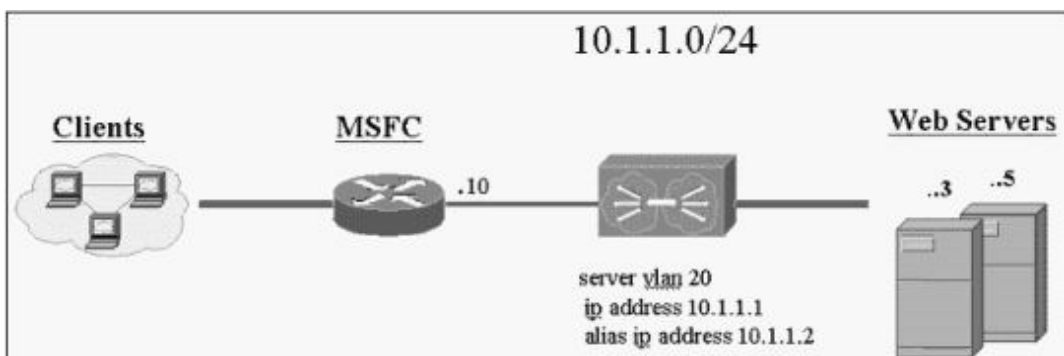 10.1.1.0/24
Clients
MSFC
Web Servers
.10
..3
..5
server vlan 20
ip address 10.1.1.1
alias ip address 10.1.1.2